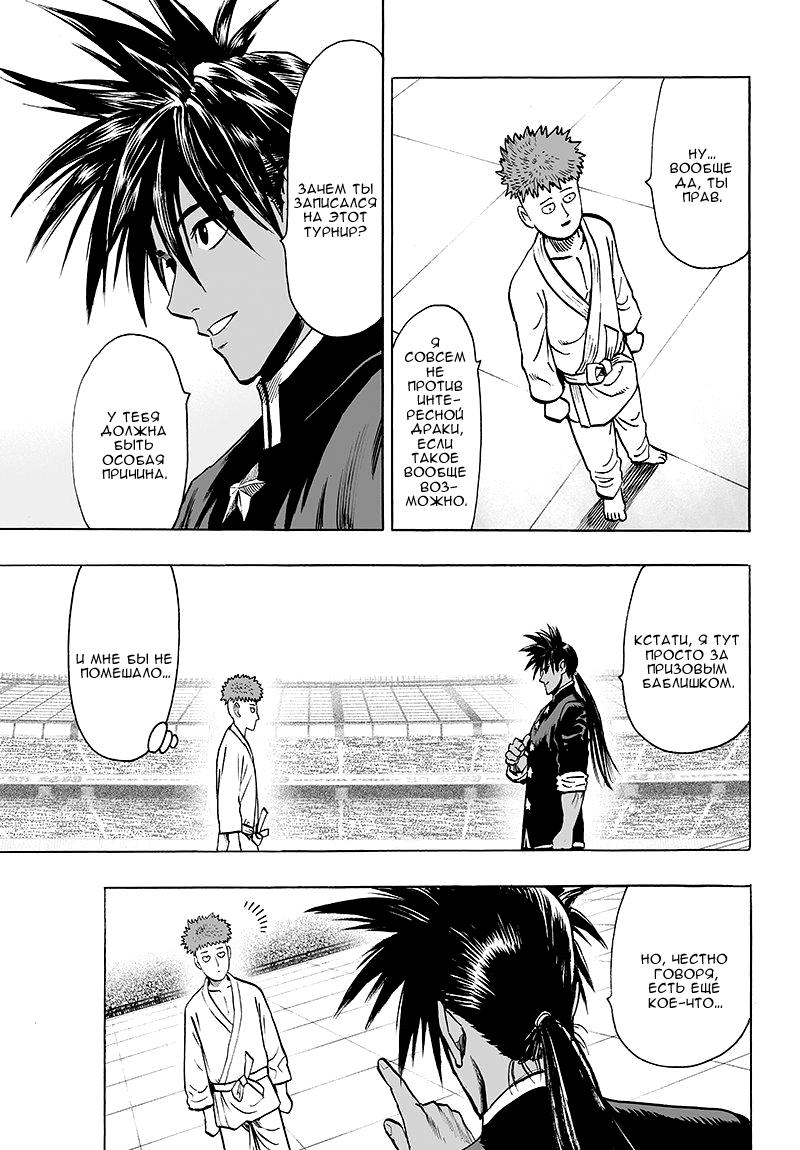 НУ...
ВООБЩЕ
ДА, ТЫ
ПРАВ.
Я
СОВСЕМ
НЕ
ПРОТИВ
ИНТЕ-
РЕСНОЙ
ДРАКИ,
ЕСЛИ
ТАКОЕ
ВООБЩЕ
ВОЗ-
МОЖНО.
ЗАЧЕМ ТЫ
ЗАПИСАЛСЯ
НА ЭТОТ
ТУРНИР?
У ТЕБЯ
ДОЛЖНА
БЫТЬ
ОСОБАЯ
ПРИЧИНА.
КСТАТИ, Я ТУТ
ПРОСТО ЗА
ПРИЗОВЫМ
БАБЛИШКОМ.
И МНЕ БЫ НЕ
ПОМЕШАЛО...
НО, ЧЕСТНО
ГОВОРЯ,
ЕСТЬ ЕЩЁ
КОЕ-ЧТО...